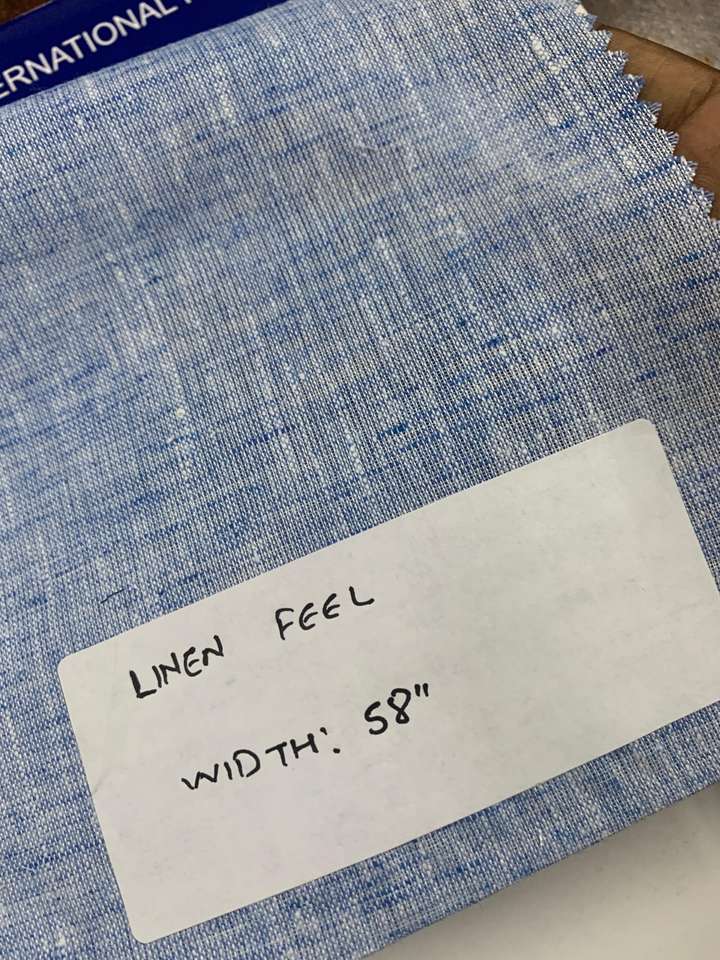 ERNATIONAL
LINEN FEEL
WIDTH: 58"